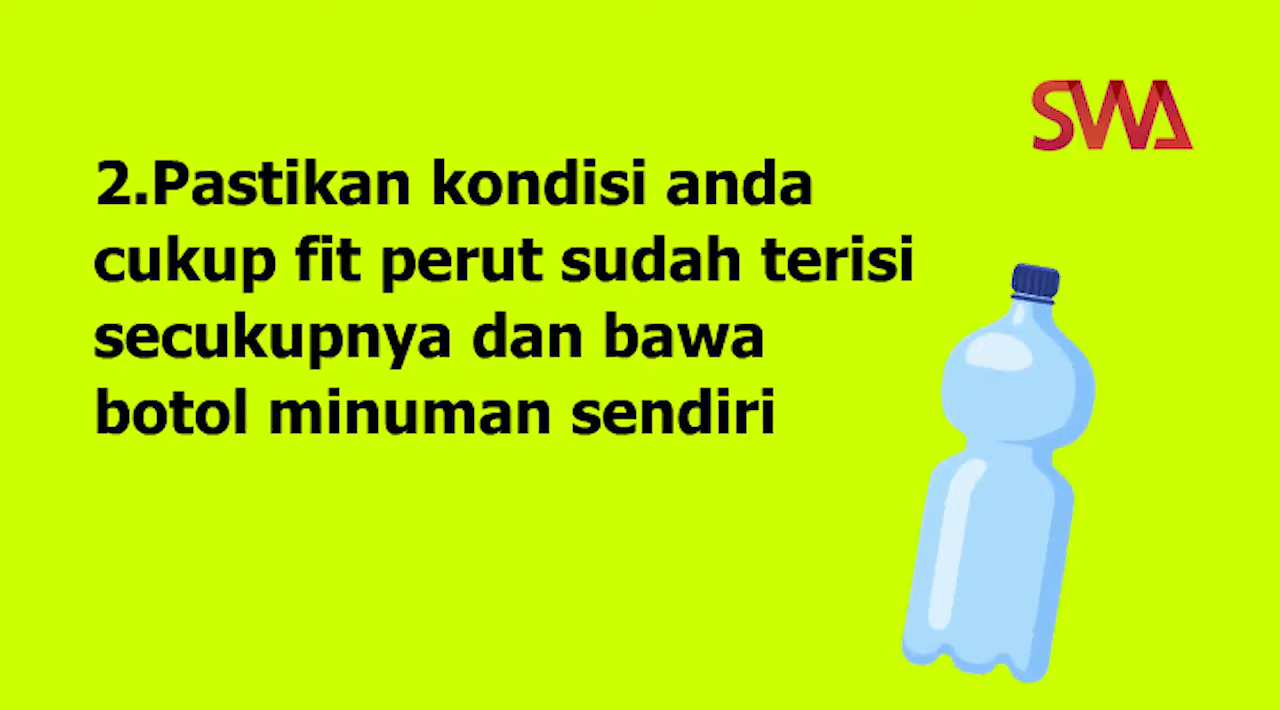 SWA
2.Pastikan kondisi anda
cukup fit perut sudah terisi
secukupnya dan bawa
botol minuman sendiri